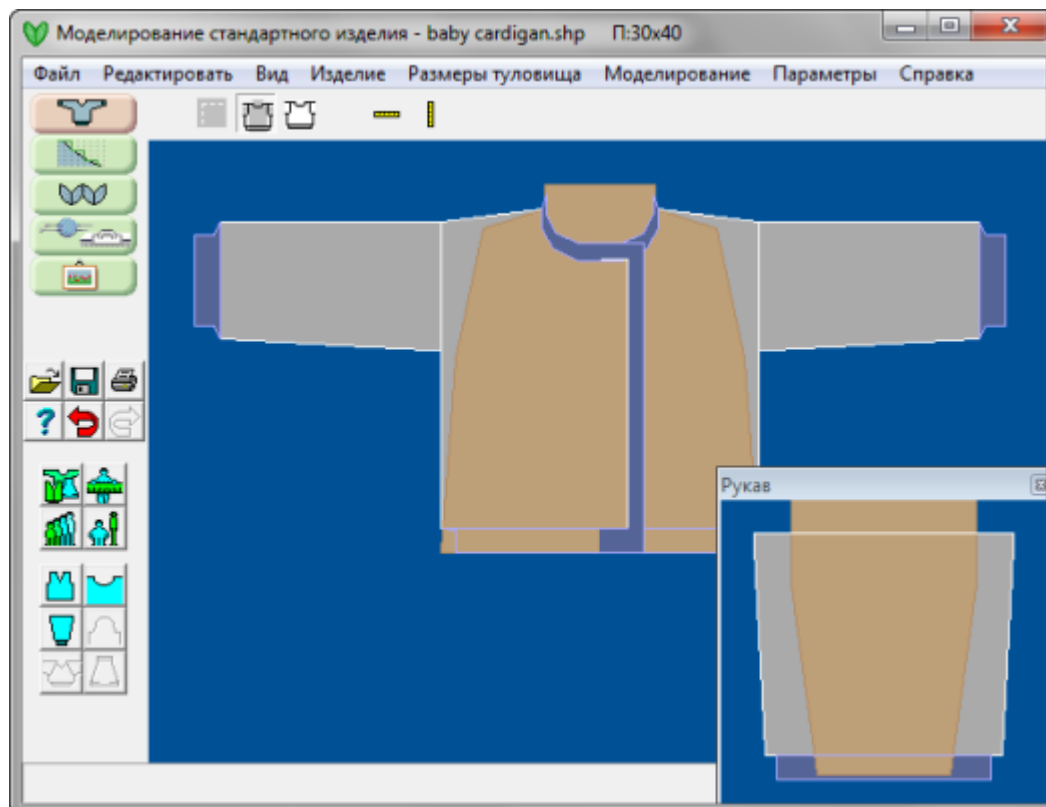 Моделирование стандартного изделия - baby cardigan.shp П:30x40
Файл Редактировать Вид Изделие Размеры туловища Моделирование Параметры Справка
Рукав